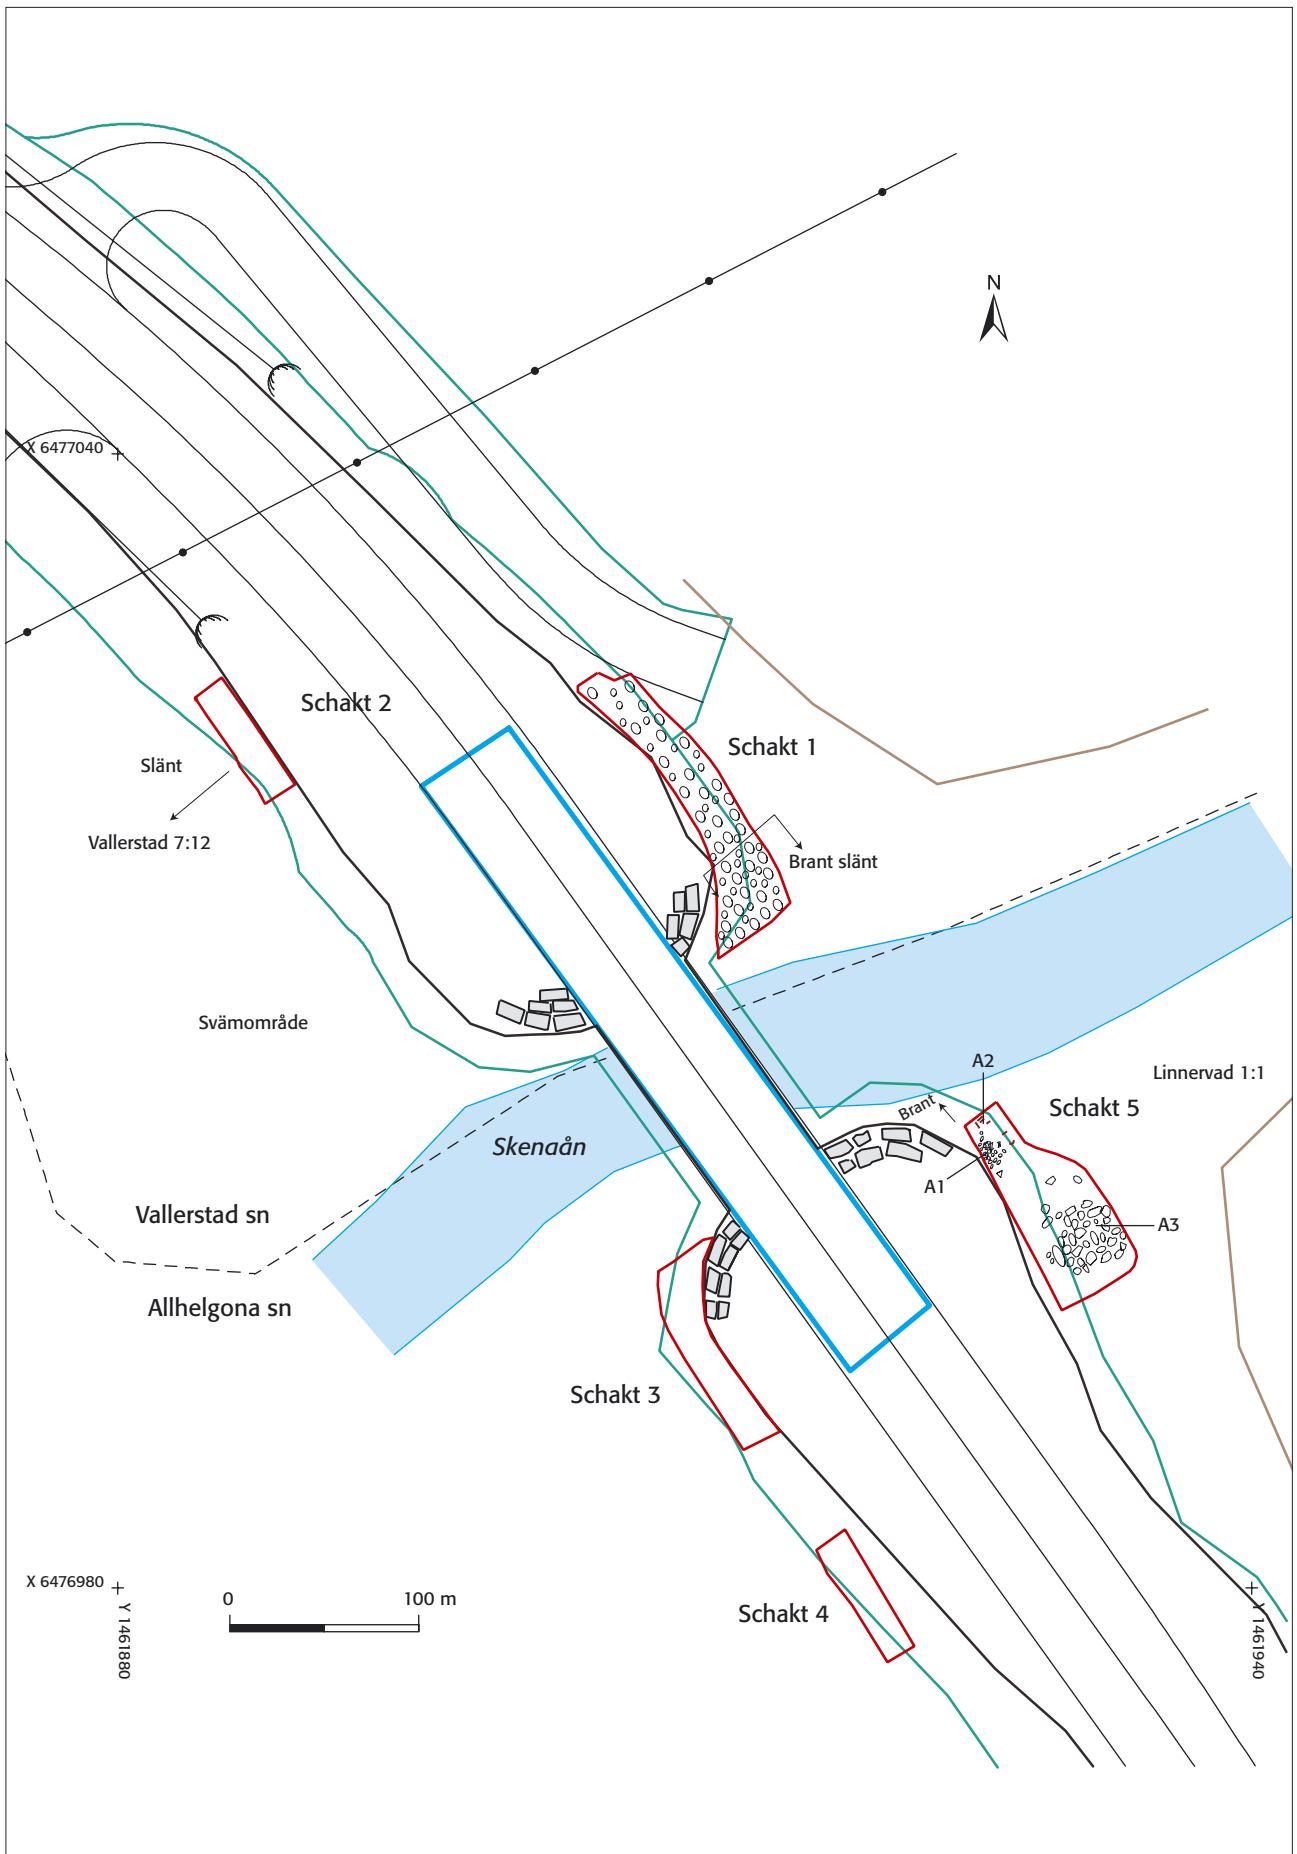 N
X 6477040
Schakt 2
Schakt 1
Slänt
Vallerstad 7:12
Brant slänt
Svämområde
A2
Linnervad 1:1
Brant
Schakt 5
Skenaån
A1
Vallerstad sn
A3
Allhelgona sn
Schakt 3
X 6476980
0 100 m
Schakt 4
Y 1461880
Y 1461940